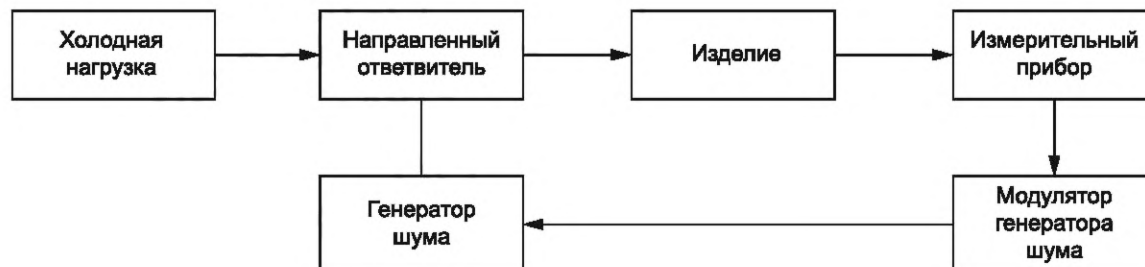 Холодная
нагрузка
Направленный
ответвитель
Изделие
Измерительный
прибор
Генератор
шума
Модулятор
генератора
шума